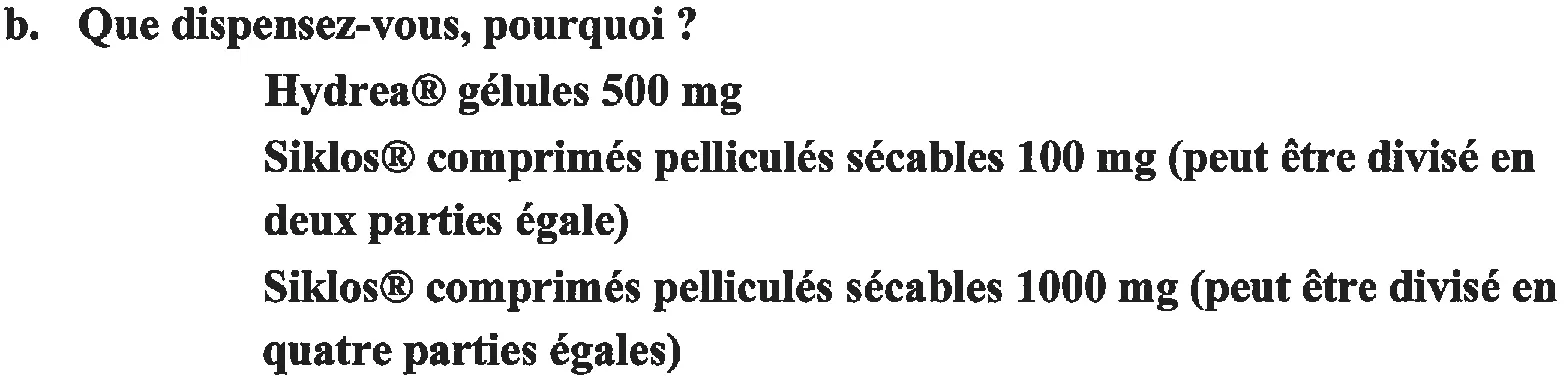 b. Que dispensez-vous, pourquoi ?
Hydrea® gélules 500 mg
Siklos® comprimés pelliculés sécables 100 mg (peut être divisé en
deux parties égale)
Siklos® comprimés pelliculés sécables 1000 mg (peut être divisé en
quatre parties égales)